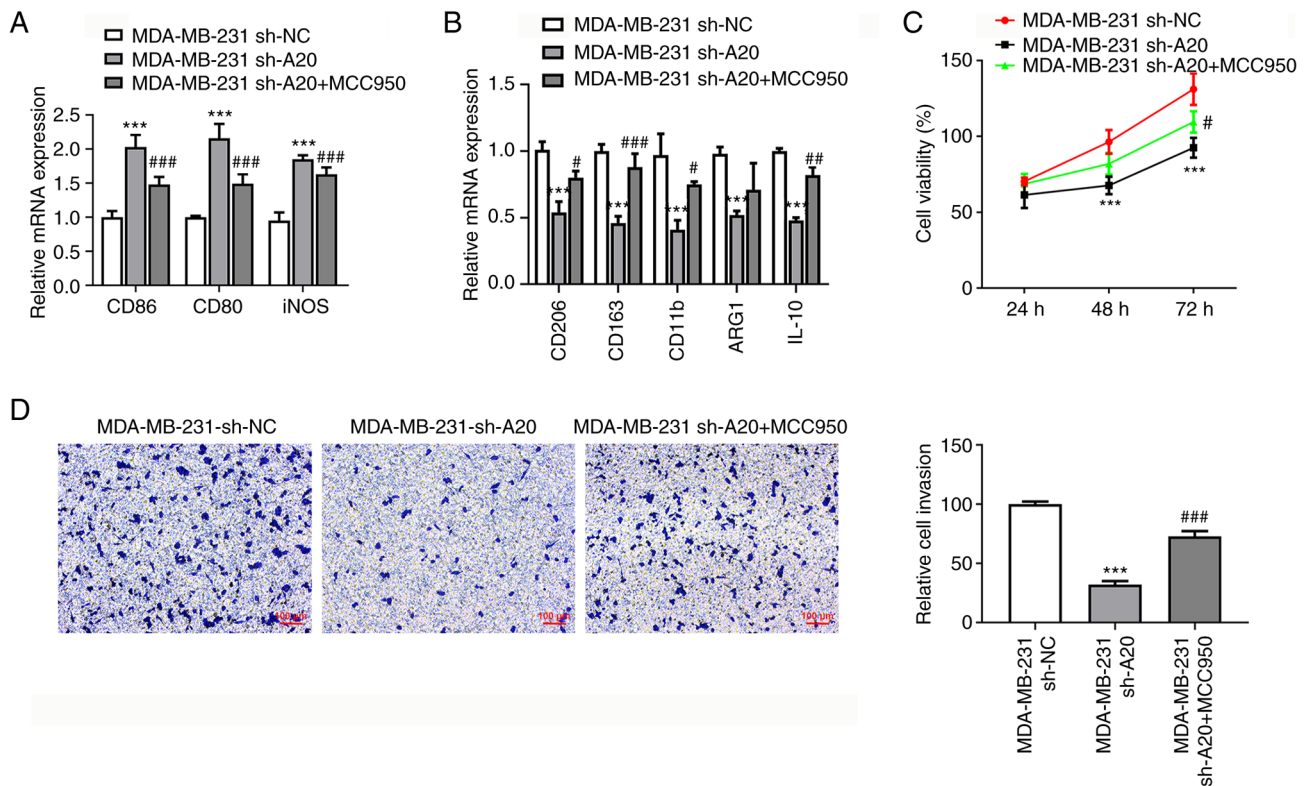 A
MDA-MB-231 sh-NC
MDA-MB-231 sh-A20
MDA-MB-231 sh-A20+MCC950
Relative mRNA expression
2.5
2.0
1.5
1.0
0.5
0.0
***
###
***
###
***
###
CD86
CD80
iNOS
B
MDA-MB-231 sh-NC
MDA-MB-231 sh-A20
MDA-MB-231 sh-A20+MCC950
Relative mRNA expression
1.5
1.0
0.5
0.0
***
#
***
###
***
#
***
***
##
CD206
CD163
CD11b
ARG1
IL-10
C
MDA-MB-231 sh-NC
MDA-MB-231 sh-A20
MDA-MB-231 sh-A20+MCC950
Cell viability (%)
150
100
50
0
***
#
***
24 h
48 h
72 h
D
MDA-MB-231-sh-NC
MDA-MB-231-sh-A20
MDA-MB-231 sh-A20+MCC950
100 µm
100 µm
100 µm
Relative cell invasion
150
100
50
0
***
###
MDA-MB-231
sh-NC
MDA-MB-231
sh-A20
MDA-MB-231
sh-A20+MCC950